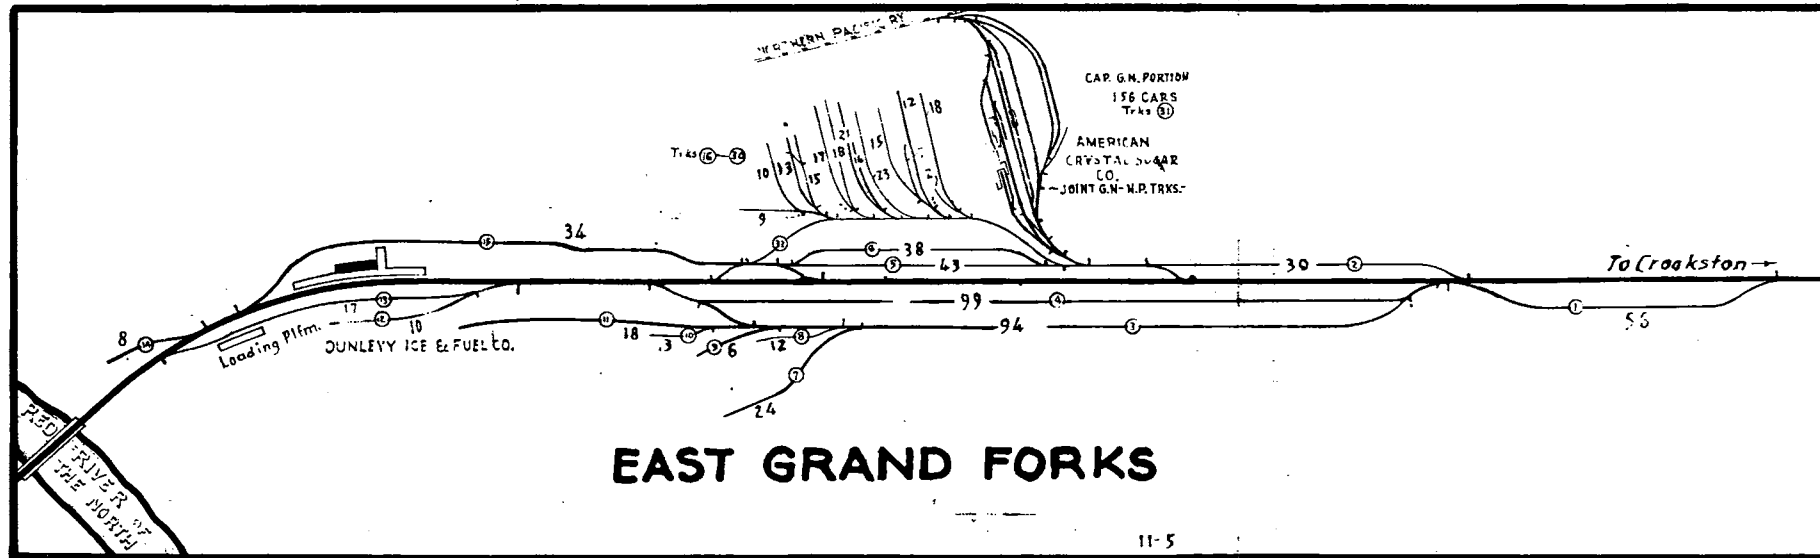 NORTHERN PACIFIC RY.
CAP. G.N. PORTION
156 CARS
Trks 31
AMERICAN
CRYSTAL SUGAR
CO.
JOINT G.N-N.P. TRKS.
12 18
21
15
17 18 16
Trks 16 - 30
10 13 15 23 2
9
34
15
32
6 38
5 43
30 2
To Crookston
17 13
99 4
1
56
8 14
Loading Plfm.
12 10
11
18
94 3
DUNLEVY ICE & FUEL CO.
3 10
9 6
12 8
7
24
RED
RIVER OF
THE NORTH
EAST GRAND FORKS
11-5